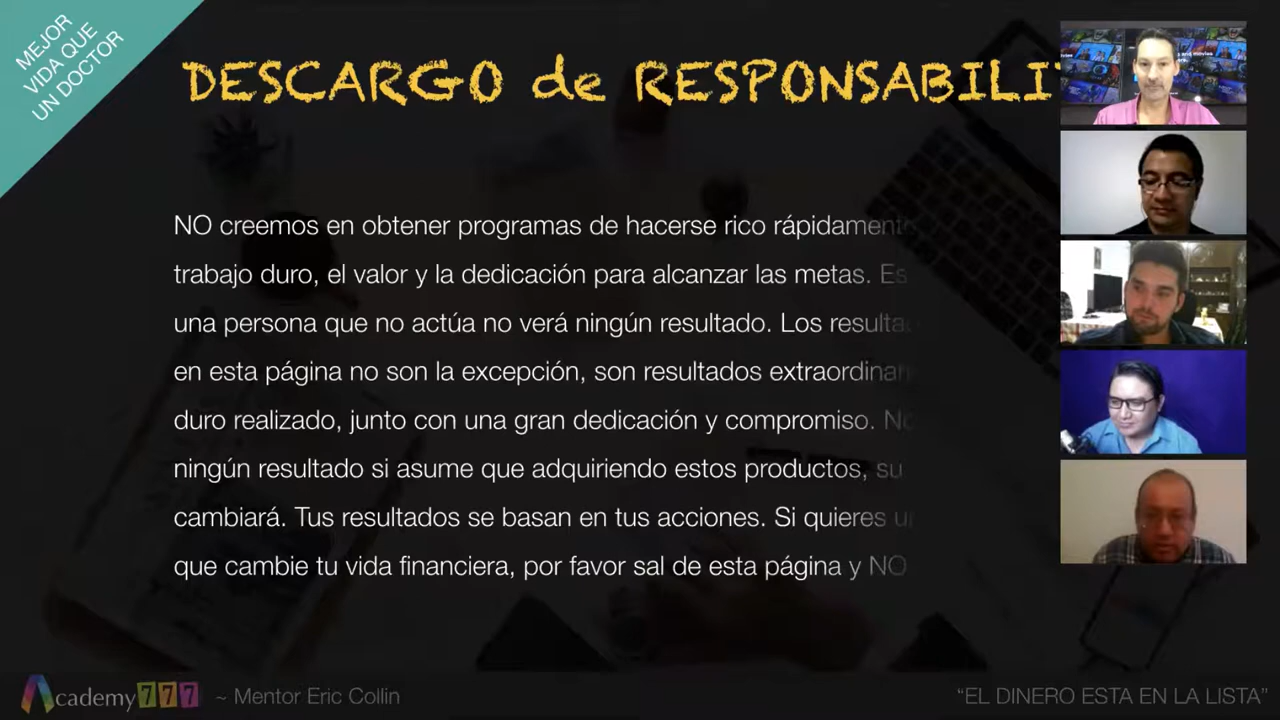 MEJOR
VIDA QUE
UN DOCTOR
DESCARGO de RESPONSABILI
NO creemos en obtener programas de hacerse rico rápidamente
trabajo duro, el valor y la dedicación para alcanzar las metas. Es
una persona que no actúa no verá ningún resultado. Los resulta
en esta página no son la excepción, son resultados extraordinar
duro realizado, junto con una gran dedicación y compromiso. No
ningún resultado si asume que adquiriendo estos productos, su
cambiará. Tus resultados se basan en tus acciones. Si quieres u
que cambie tu vida financiera, por favor sal de esta página y NO
Academy777 ~ Mentor Eric Collin
“EL DINERO ESTA EN LA LISTA”